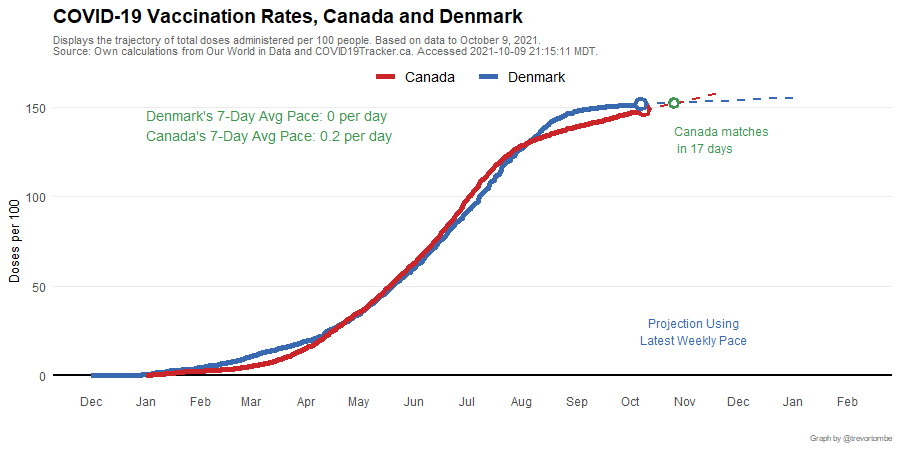 COVID-19 Vaccination Rates, Canada and Denmark
Displays the trajectory of total doses administered per 100 people. Based on data to October 9, 2021.
Source: Own calculations from Our World in Data and COVID19Tracker.ca. Accessed 2021-10-09 21:15:11 MDT.
Canada Denmark
Denmark's 7-Day Avg Pace: 0 per day
Canada's 7-Day Avg Pace: 0.2 per day
Canada matches
in 17 days
Projection Using
Latest Weekly Pace
Doses per 100
150
100
50
0
Dec Jan Feb Mar Apr May Jun Jul Aug Sep Oct Nov Dec Jan Feb
Graph by @trevortombe